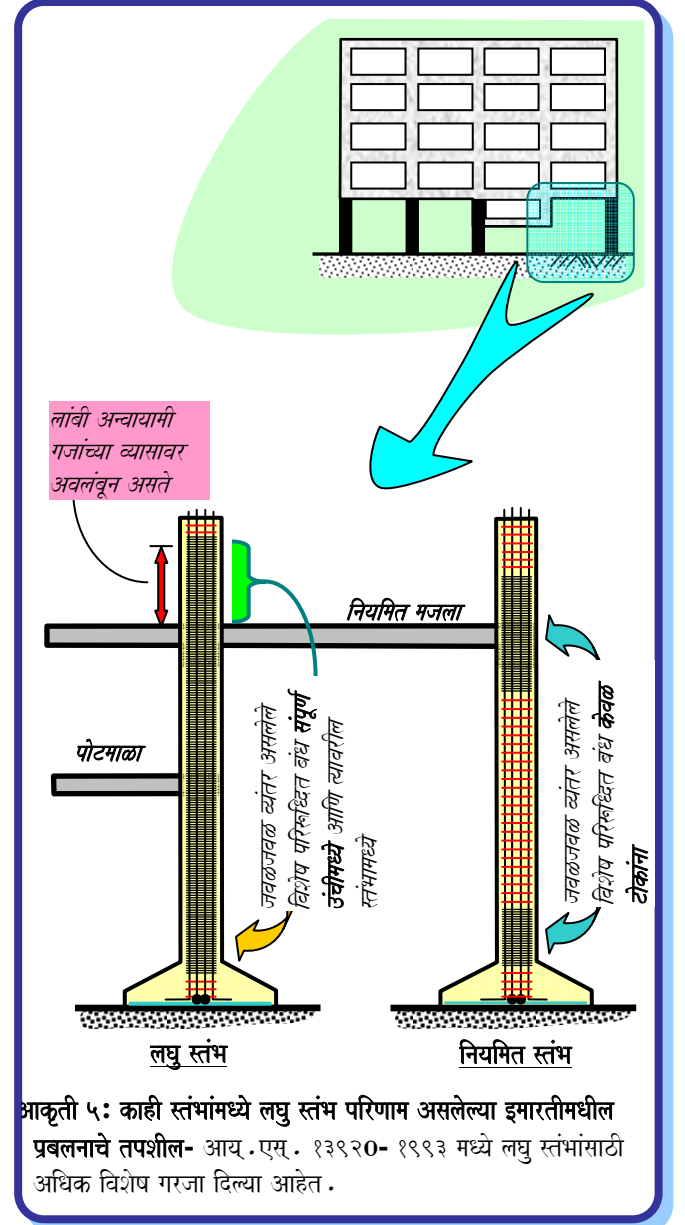 लांबी अन्वायामी
गजांच्या व्यासावर
अवलंबून असते
नियमित मजला
पोटमाळा
जवळजवळ व्यंतर असलेले
विशेष परिरूध्दित बंध संपूर्ण
उंचीमध्ये आणि त्यावरील
स्तंभामध्ये
जवळजवळ व्यंतर असलेले
विशेष परिरूध्दित बंध केवळ
टोकांना
लघु स्तंभ
नियमित स्तंभ
आकृती ५: काही स्तंभांमध्ये लघु स्तंभ परिणाम असलेल्या इमारतीमधील
प्रबलनाचे तपशील- आय.एस्. १३९२०- १९९३ मध्ये लघु स्तंभांसाठी
अधिक विशेष गरजा दिल्या आहेत.